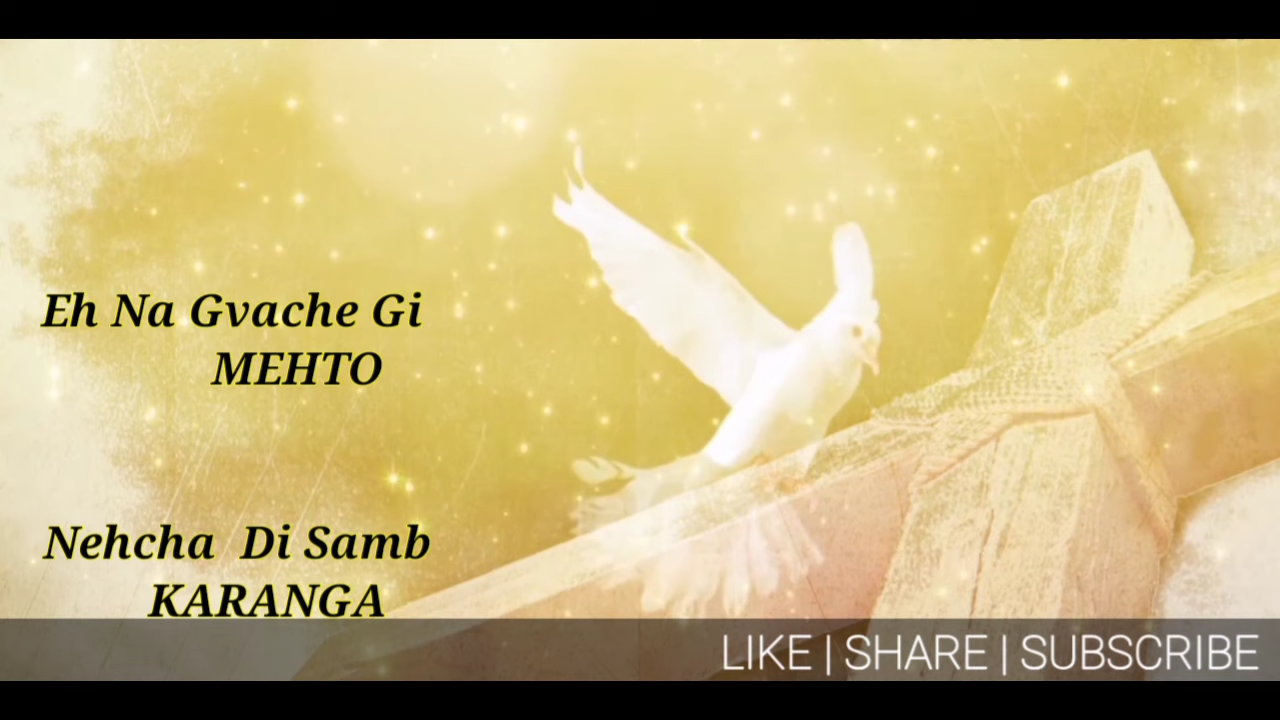 Eh Na Gvache Gi
MEHTO
Nehcha Di Samb
KARANGA
LIKE | SHARE | SUBSCRIBE